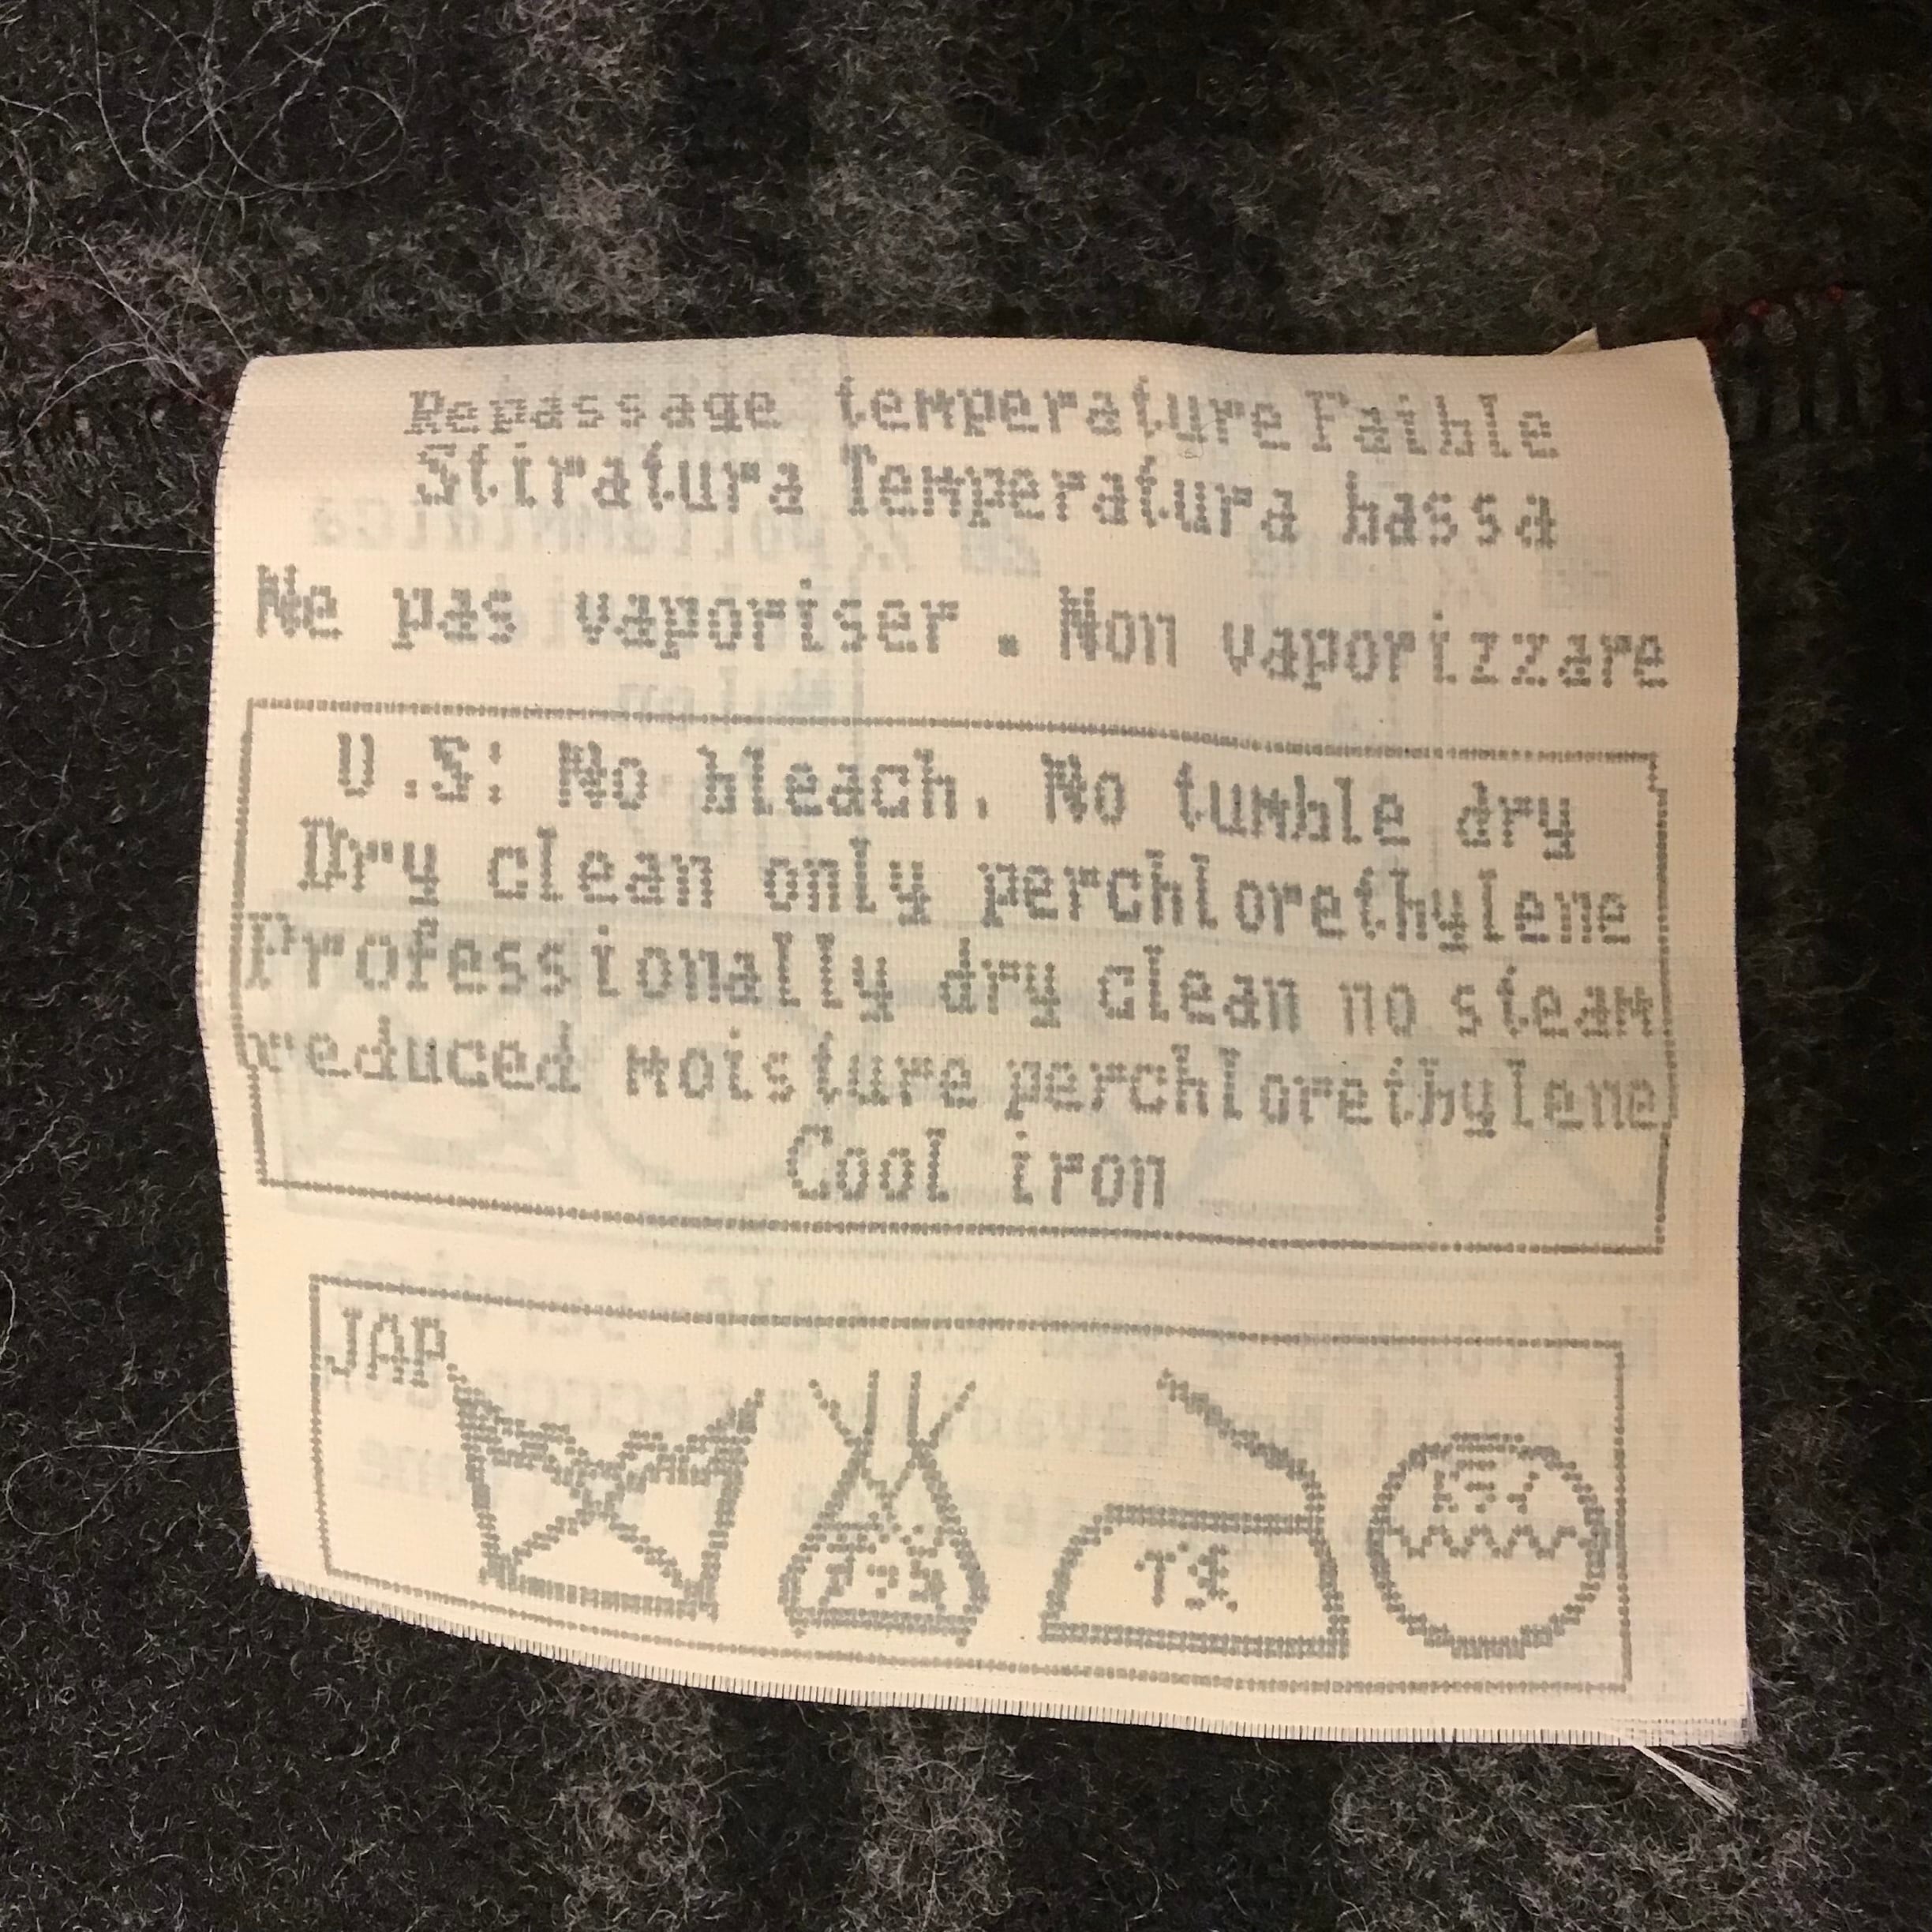 Repassage temperature Faible
Stiratura Temperatura bassa
Ne pas vaporiser . Non vaporizzare
U.S: No bleach. No tumble dry
Dry clean only perchlorethylene
Professionally dry clean no steam
reduced moisture perchlorethylene
Cool iron
JAP